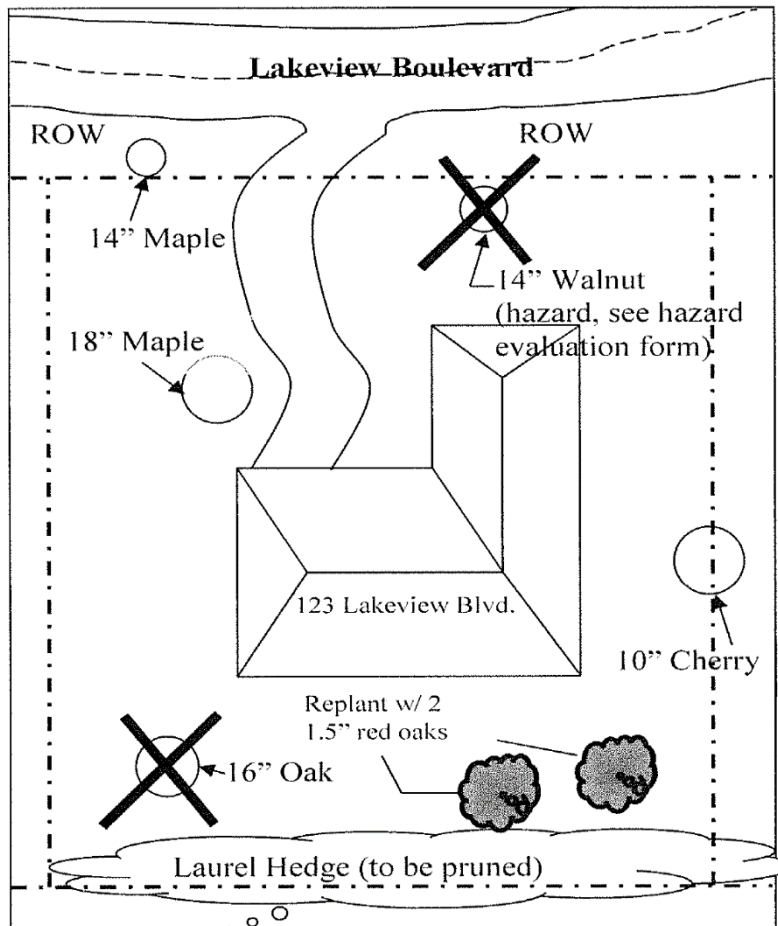 Lakeview Boulevard
ROW
ROW
14” Maple
14” Walnut
(hazard, see hazard
evaluation form)
18” Maple
123 Lakeview Blvd.
10” Cherry
Replant w/ 2
1.5” red oaks
16” Oak
Laurel Hedge (to be pruned)